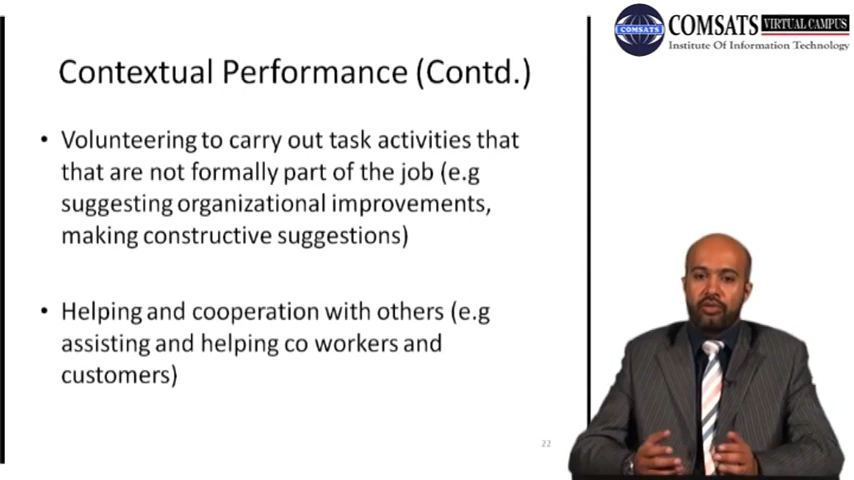 COMSATS
COMSATS VIRTUAL CAMPUS
Institute Of Information Technology
Contextual Performance (Contd.)
• Volunteering to carry out task activities that
that are not formally part of the job (e.g
suggesting organizational improvements,
making constructive suggestions)
• Helping and cooperation with others (e.g
assisting and helping co workers and
customers)
22